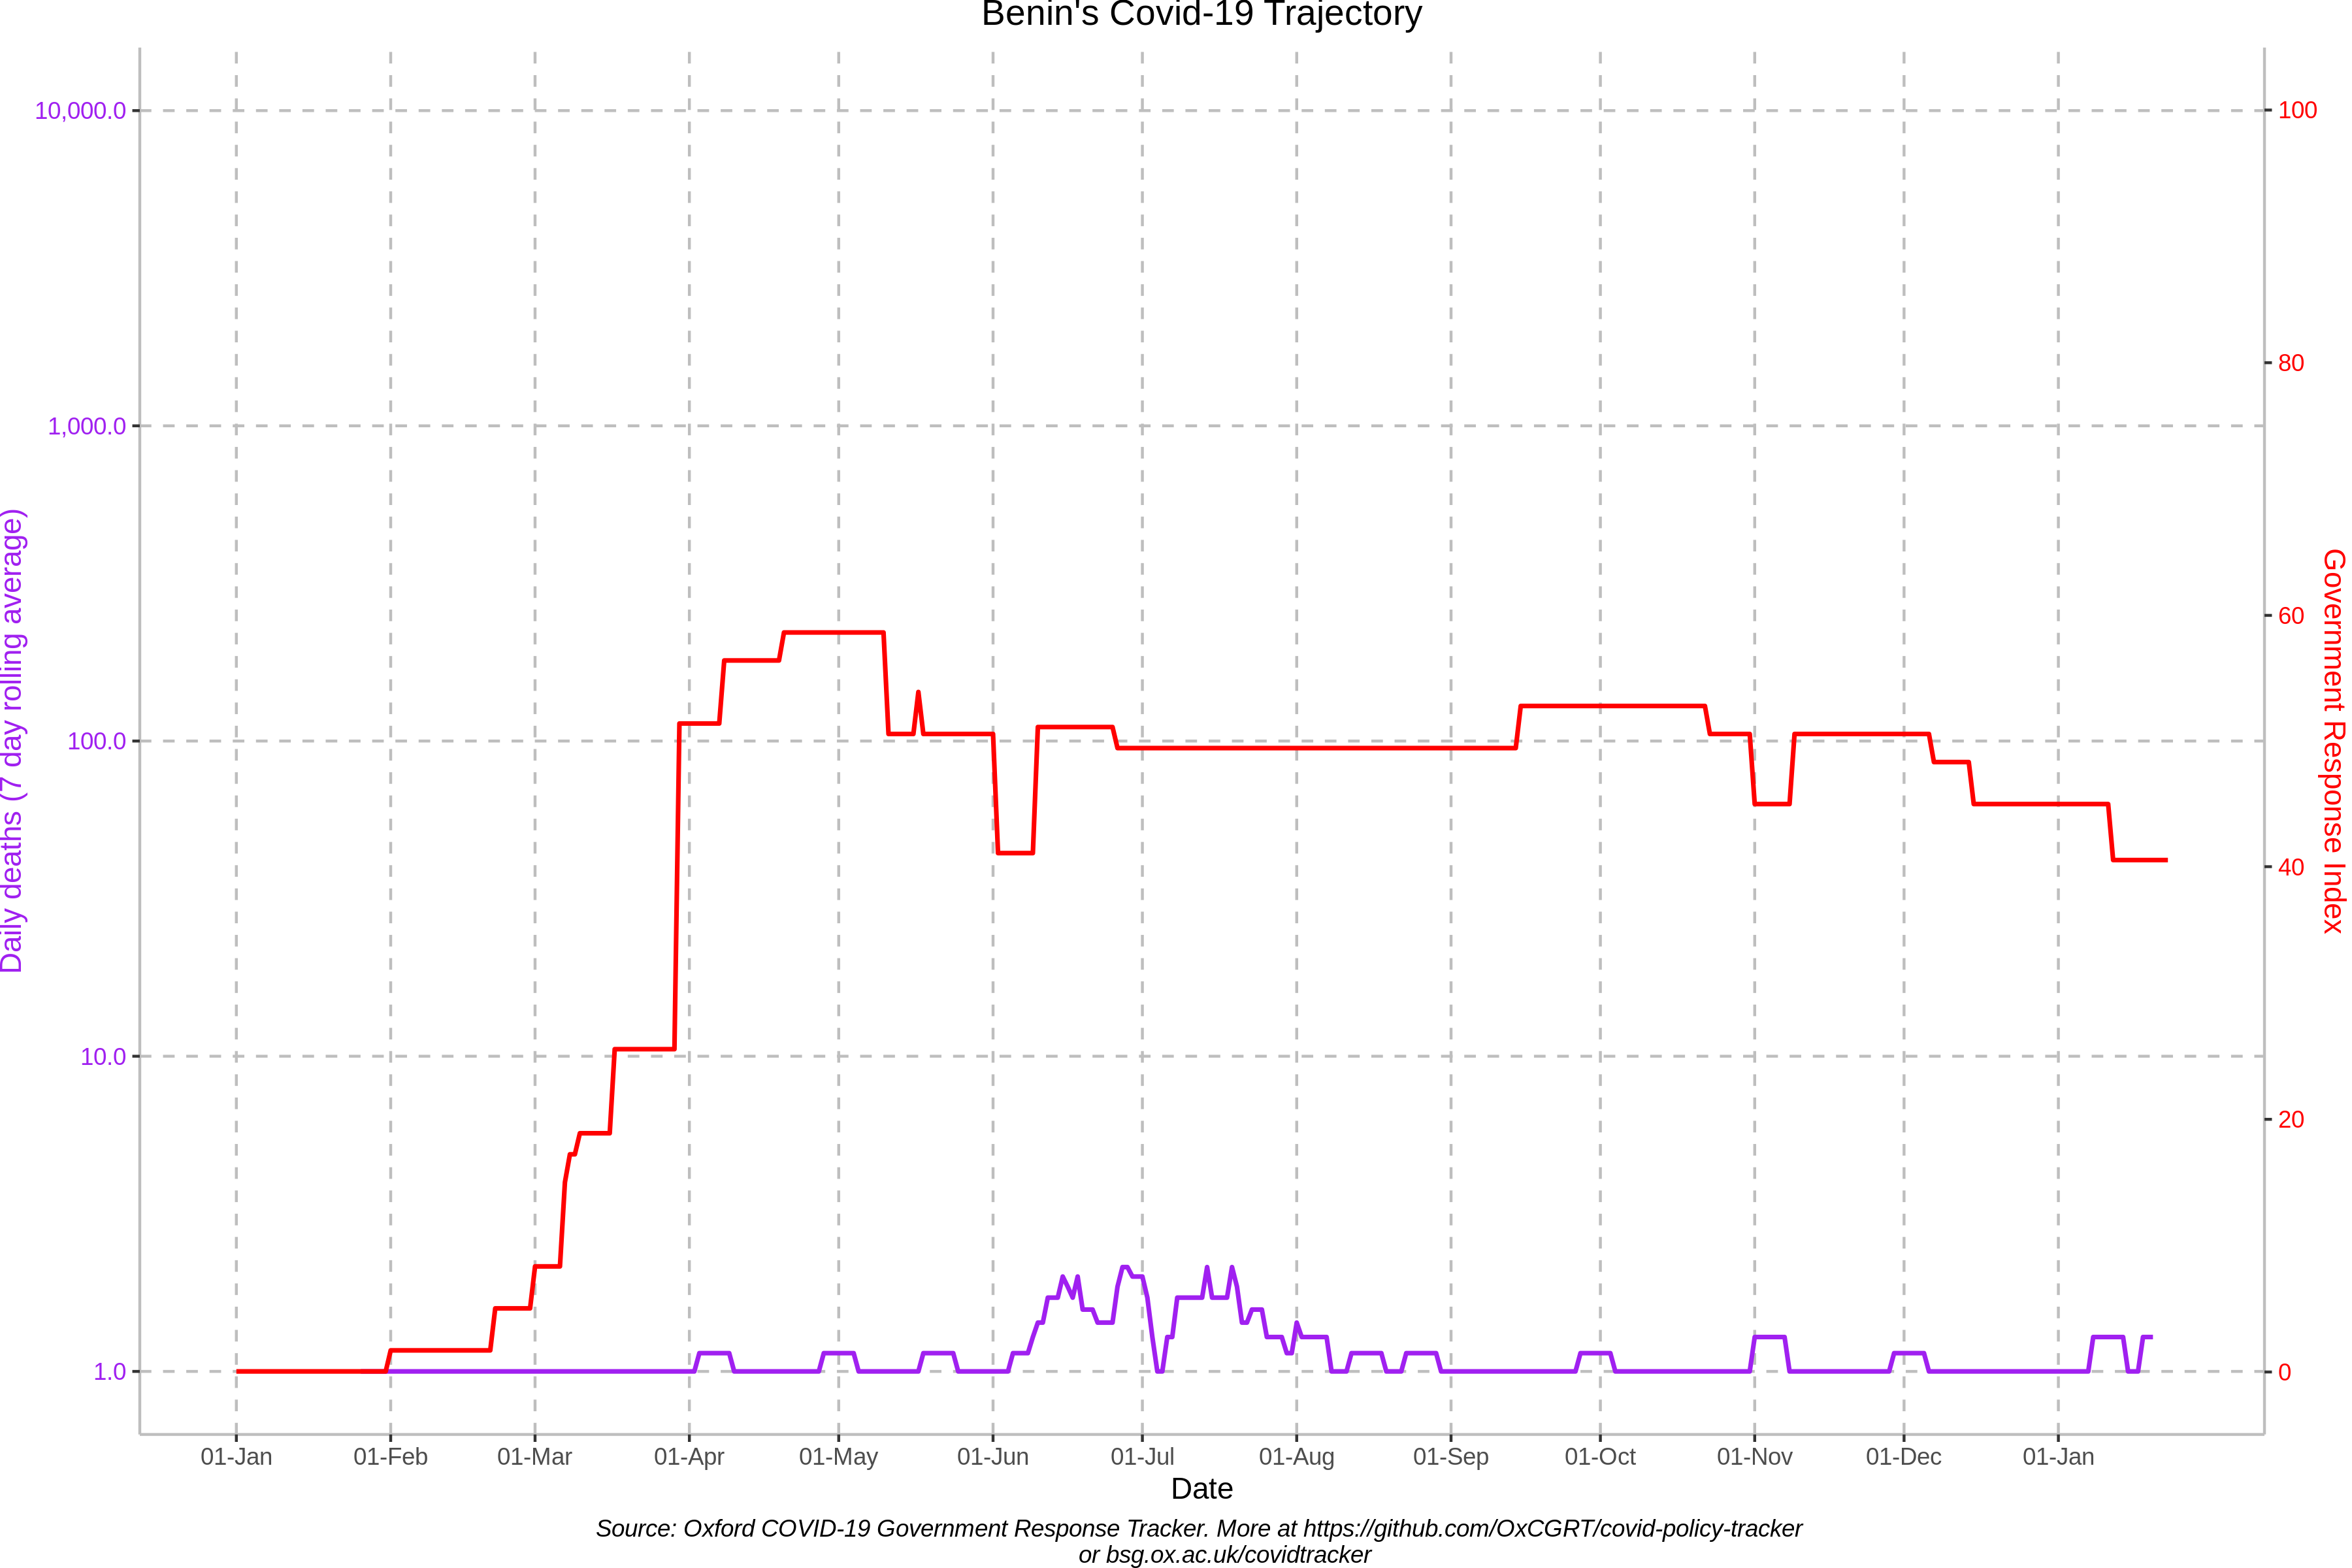 Benin's Covid-19 Trajectory
10,000.0
1,000.0
100.0
10.0
1.0
Daily deaths (7 day rolling average)
100
80
60
40
20
0
Government Response Index
01-Jan 01-Feb 01-Mar 01-Apr 01-May 01-Jun 01-Jul 01-Aug 01-Sep 01-Oct 01-Nov 01-Dec 01-Jan
Date
Source: Oxford COVID-19 Government Response Tracker. More at https://github.com/OxCGRT/covid-policy-tracker
or bsg.ox.ac.uk/covidtracker